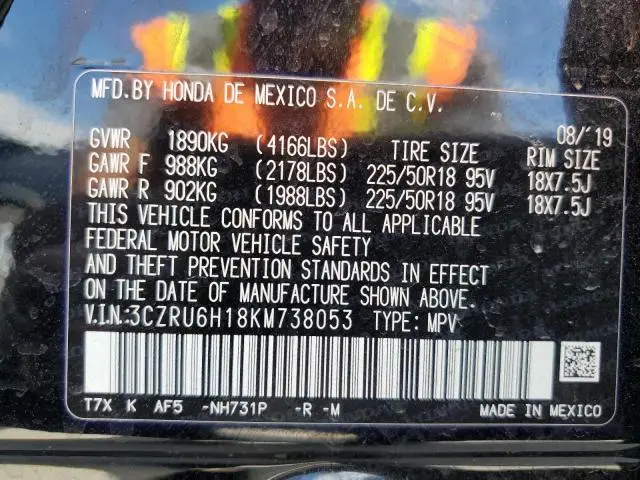 MFD.BY HONDA DE MEXICO S.A. DE C.V.
08/'19
GVWR 1890KG (4166LBS) TIRE SIZE RIM SIZE
GAWR F 988KG (2178LBS) 225/50R18 95V 18X7.5J
GAWR R 902KG (1988LBS) 225/50R18 95V 18X7.5J
THIS VEHICLE CONFORMS TO ALL APPLICABLE
FEDERAL MOTOR VEHICLE SAFETY
AND THEFT PREVENTION STANDARDS IN EFFECT
ON THE DATE OF MANUFACTURE SHOWN ABOVE.
V.I.N.:3CZRU6H18KM738053 TYPE: MPV
T7X K AF5 -NH731P -R -M MADE IN MEXICO